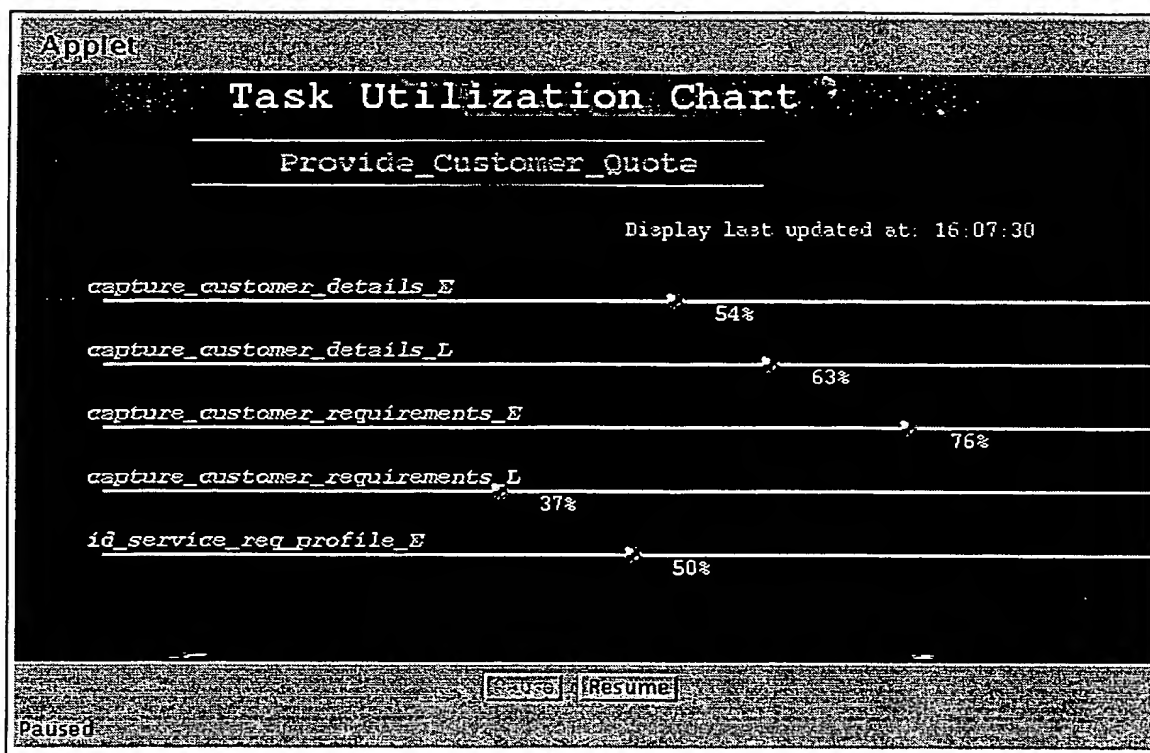 Applet
Task Utilization Chart
Provide_Customer_Quote
Display last updated at: 16:07:30
capture_customer_details_E
54%
capture_customer_details_L
63%
capture_customer_requirements_E
76%
capture_customer_requirements_L
37%
id_service_req_profile_E
50%
Pause Resume
Paused